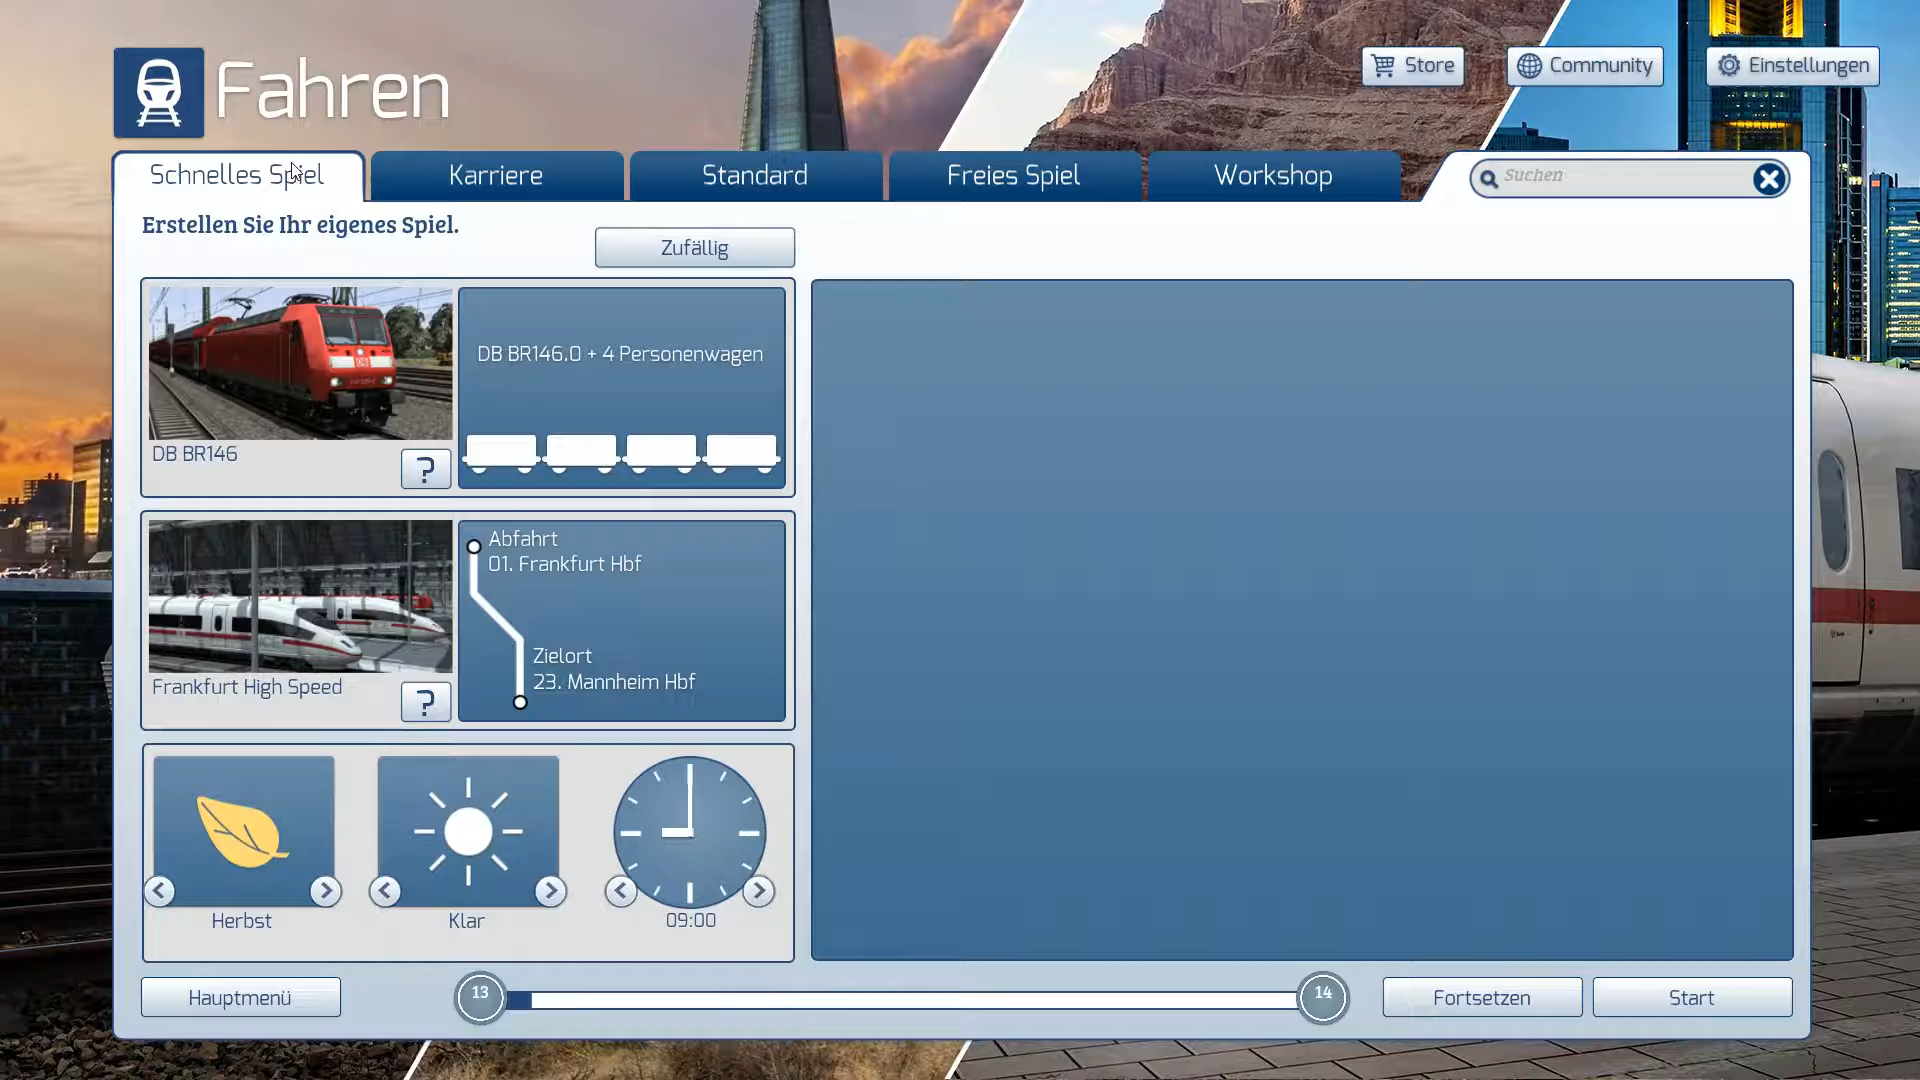 Fahren
Store
Community
Einstellungen
Schnelles Spiel
Karriere
Standard
Freies Spiel
Workshop
Suchen
Erstellen Sie Ihr eigenes Spiel.
Zufällig
DB BR146.0 + 4 Personenwagen
DB BR146
?
Abfahrt
01. Frankfurt Hbf
Zielort
23. Mannheim Hbf
Frankfurt High Speed
?
Herbst
Klar
09:00
Hauptmenü
13
14
Fortsetzen
Start